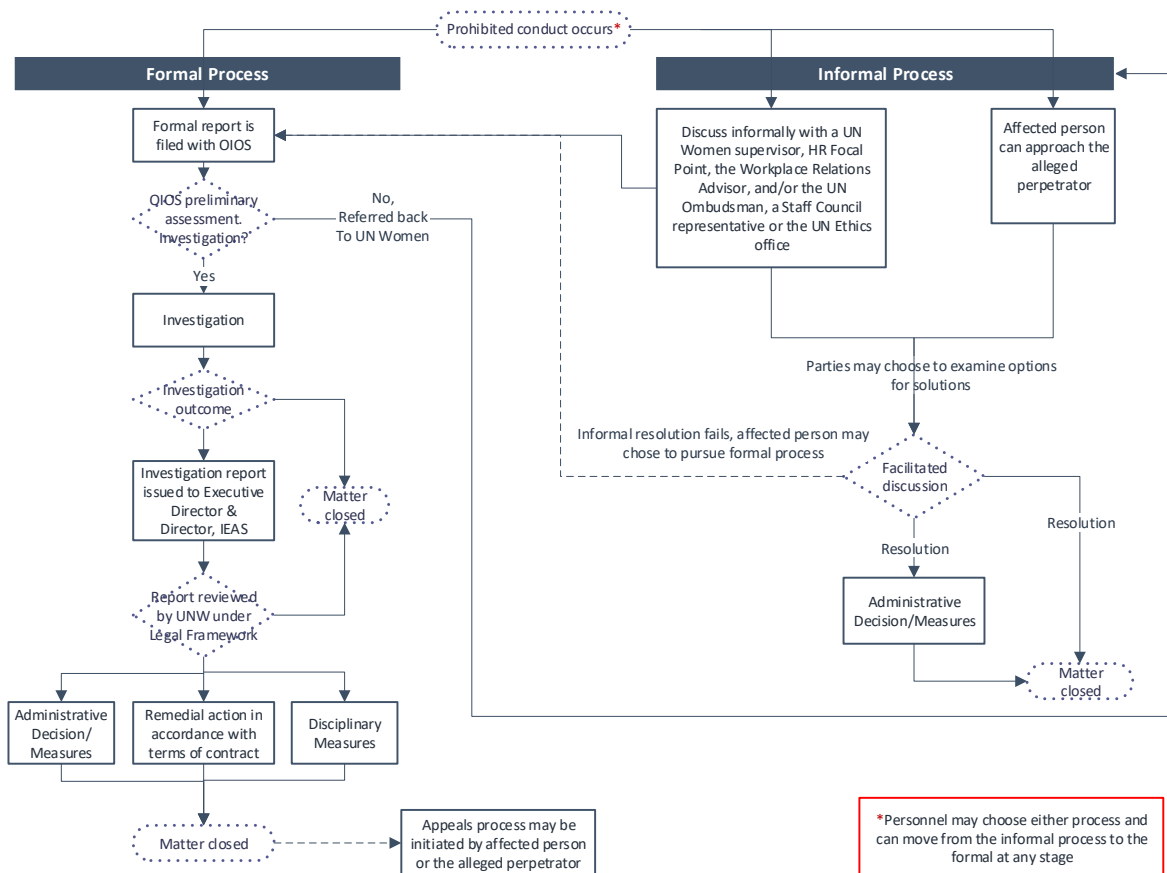 Prohibited conduct occurs*
Formal Process
Informal Process
Formal report is
filed with OIOS
Discuss informally with a UN
Women supervisor, HR Focal
Point, the Workplace Relations
Advisor, and/or the UN
Ombudsman, a Staff Council
representative or the UN Ethics
office
Affected person
can approach the
alleged
perpetrator
OIOS preliminary
assessment.
Investigation?
No,
Referred back
To UN Women
Yes
Investigation
Investigation
outcome
Parties may choose to examine options
for solutions
Informal resolution fails, affected person may
chose to pursue formal process
Facilitated
discussion
Investigation report
issued to Executive
Director &
Director, IEAS
Matter
closed
Resolution
Resolution
Report reviewed
by UNW under
Legal Framework
Administrative
Decision/Measures
Matter
closed
Administrative
Decision/
Measures
Remedial action in
accordance with
terms of contract
Disciplinary
Measures
Matter closed
Appeals process may be
initiated by affected person
or the alleged perpetrator
*Personnel may choose either process and
can move from the informal process to the
formal at any stage